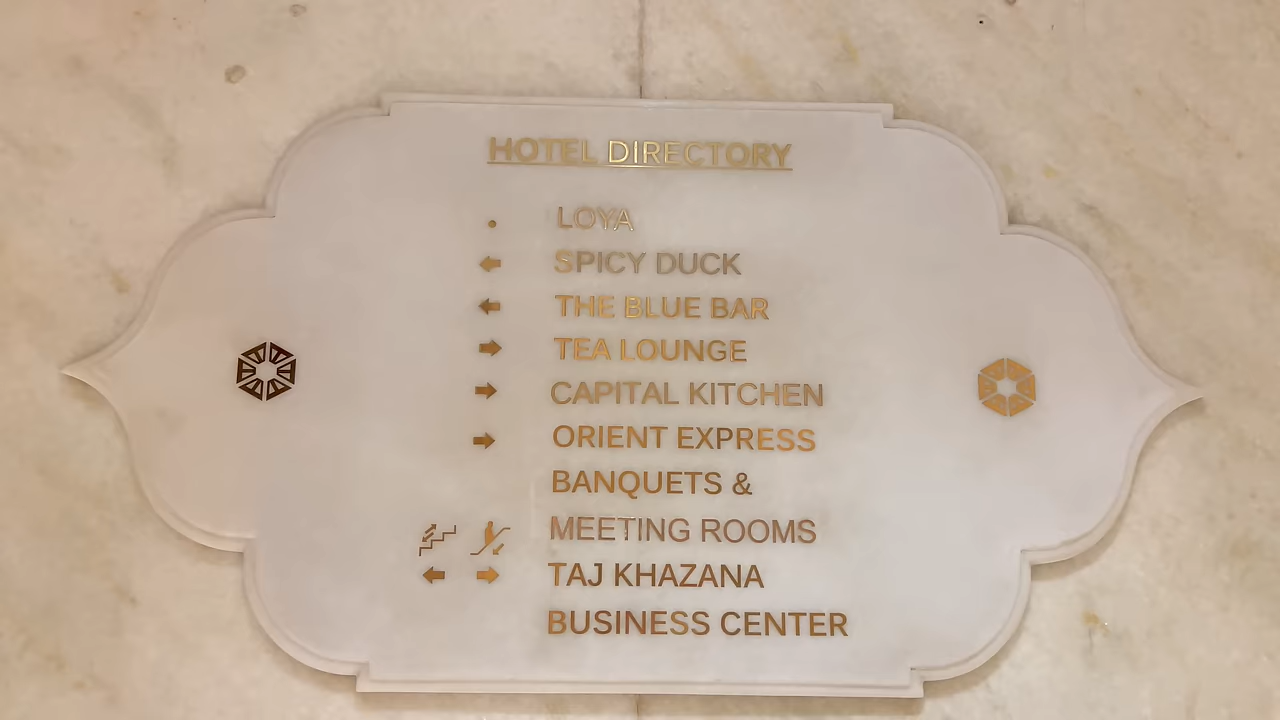 HOTEL DIRECTORY
LOYA
SPICY DUCK
THE BLUE BAR
TEA LOUNGE
CAPITAL KITCHEN
ORIENT EXPRESS
BANQUETS &
MEETING ROOMS
TAJ KHAZANA
BUSINESS CENTER